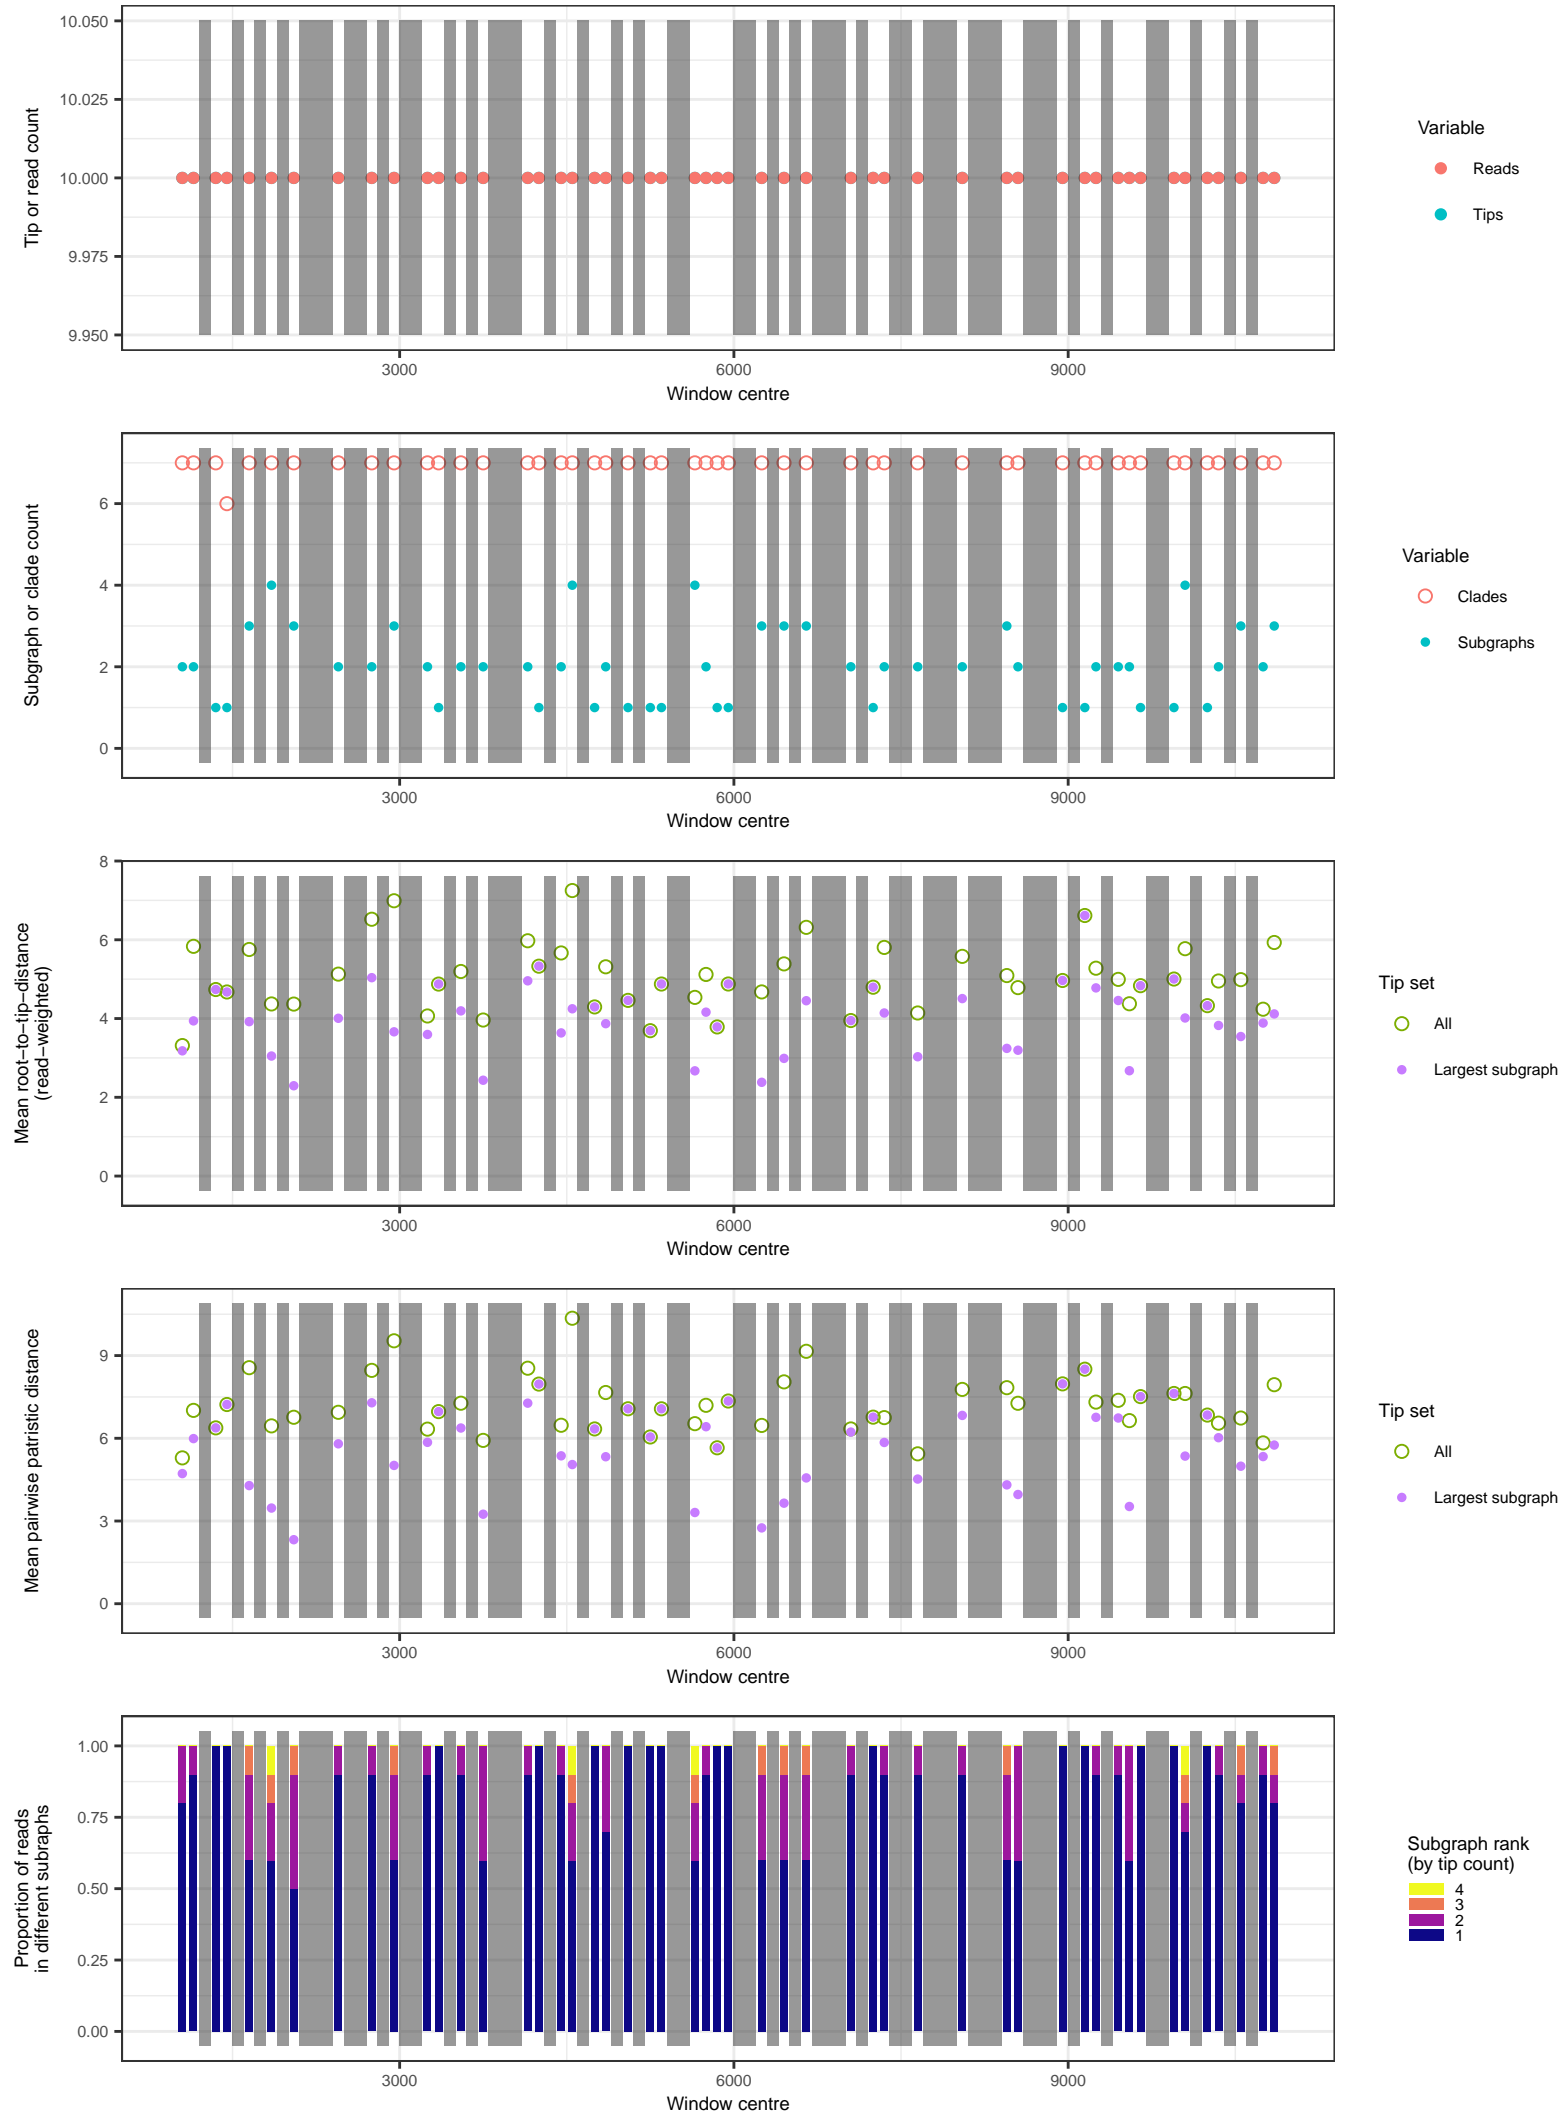 10.050
10.025
10.000
9.975
9.950
Tip or read count
3000
6000
9000
Window centre
Variable
Reads
Tips
6
4
2
0
Subgraph or clade count
3000
6000
9000
Window centre
Variable
Clades
Subgraphs
8
6
4
2
0
Mean root−to−tip−distance
(read−weighted)
3000
6000
9000
Window centre
Tip set
All
Largest subgraph
9
6
3
0
Mean pairwise patristic distance
3000
6000
9000
Window centre
Tip set
All
Largest subgraph
1.00
0.75
0.50
0.25
0.00
Proportion of reads
in different subraphs
3000
6000
9000
Window centre
Subgraph rank
(by tip count)
4
3
2
1